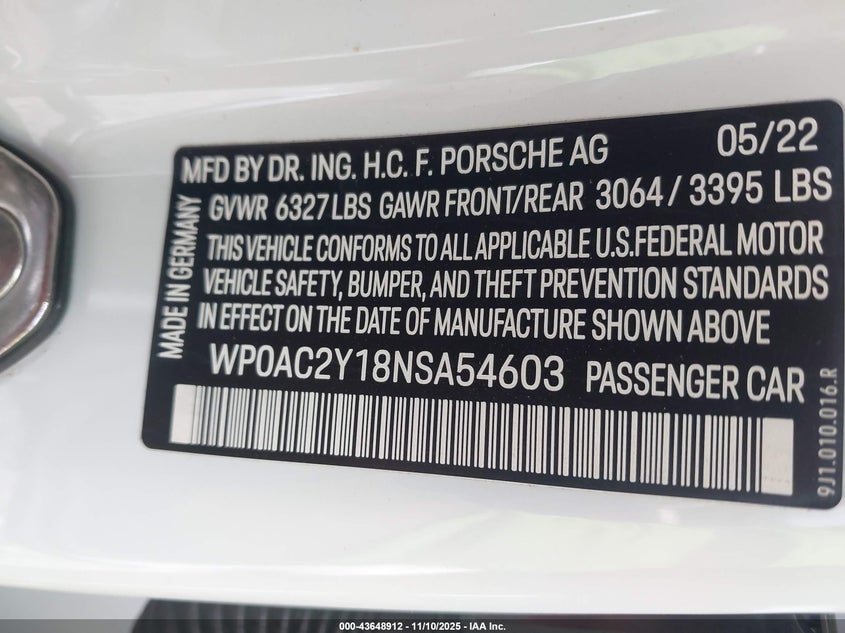 MFD BY DR. ING. H.C. F. PORSCHE AG 05/22
GVWR 6327 LBS GAWR FRONT/REAR 3064 / 3395 LBS
THIS VEHICLE CONFORMS TO ALL APPLICABLE U.S. FEDERAL MOTOR
VEHICLE SAFETY, BUMPER, AND THEFT PREVENTION STANDARDS
IN EFFECT ON THE DATE OF MANUFACTURE SHOWN ABOVE
WP0AC2Y18NSA54603 PASSENGER CAR
MADE IN GERMANY
9J1.010.016.R
000-43648912 - 11/10/2025 - IAA Inc.